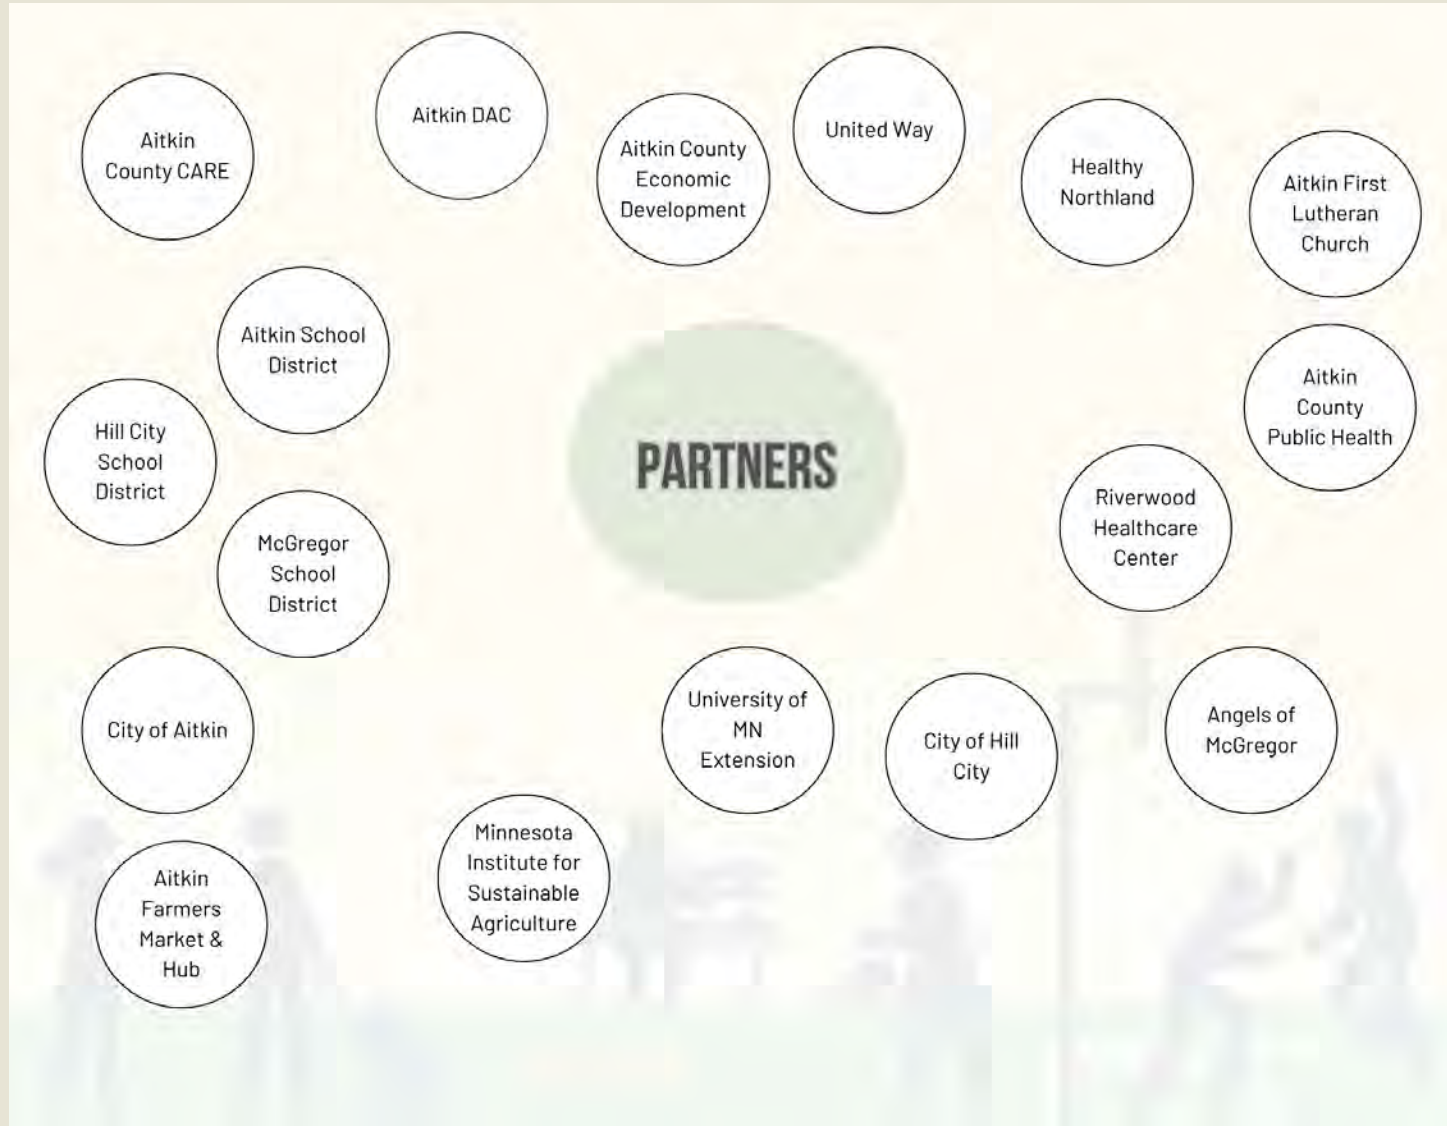 Aitkin
County CARE
Aitkin DAC
Aitkin County
Economic
Development
United Way
Healthy
Northland
Aitkin First
Lutheran
Church
Aitkin School
District
Hill City
School
District
McGregor
School
District
PARTNERS
Aitkin
County
Public Health
Riverwood
Healthcare
Center
City of Aitkin
University of
MN
Extension
City of Hill
City
Angels of
McGregor
Minnesota
Institute for
Sustainable
Agriculture
Aitkin
Farmers
Market &
Hub